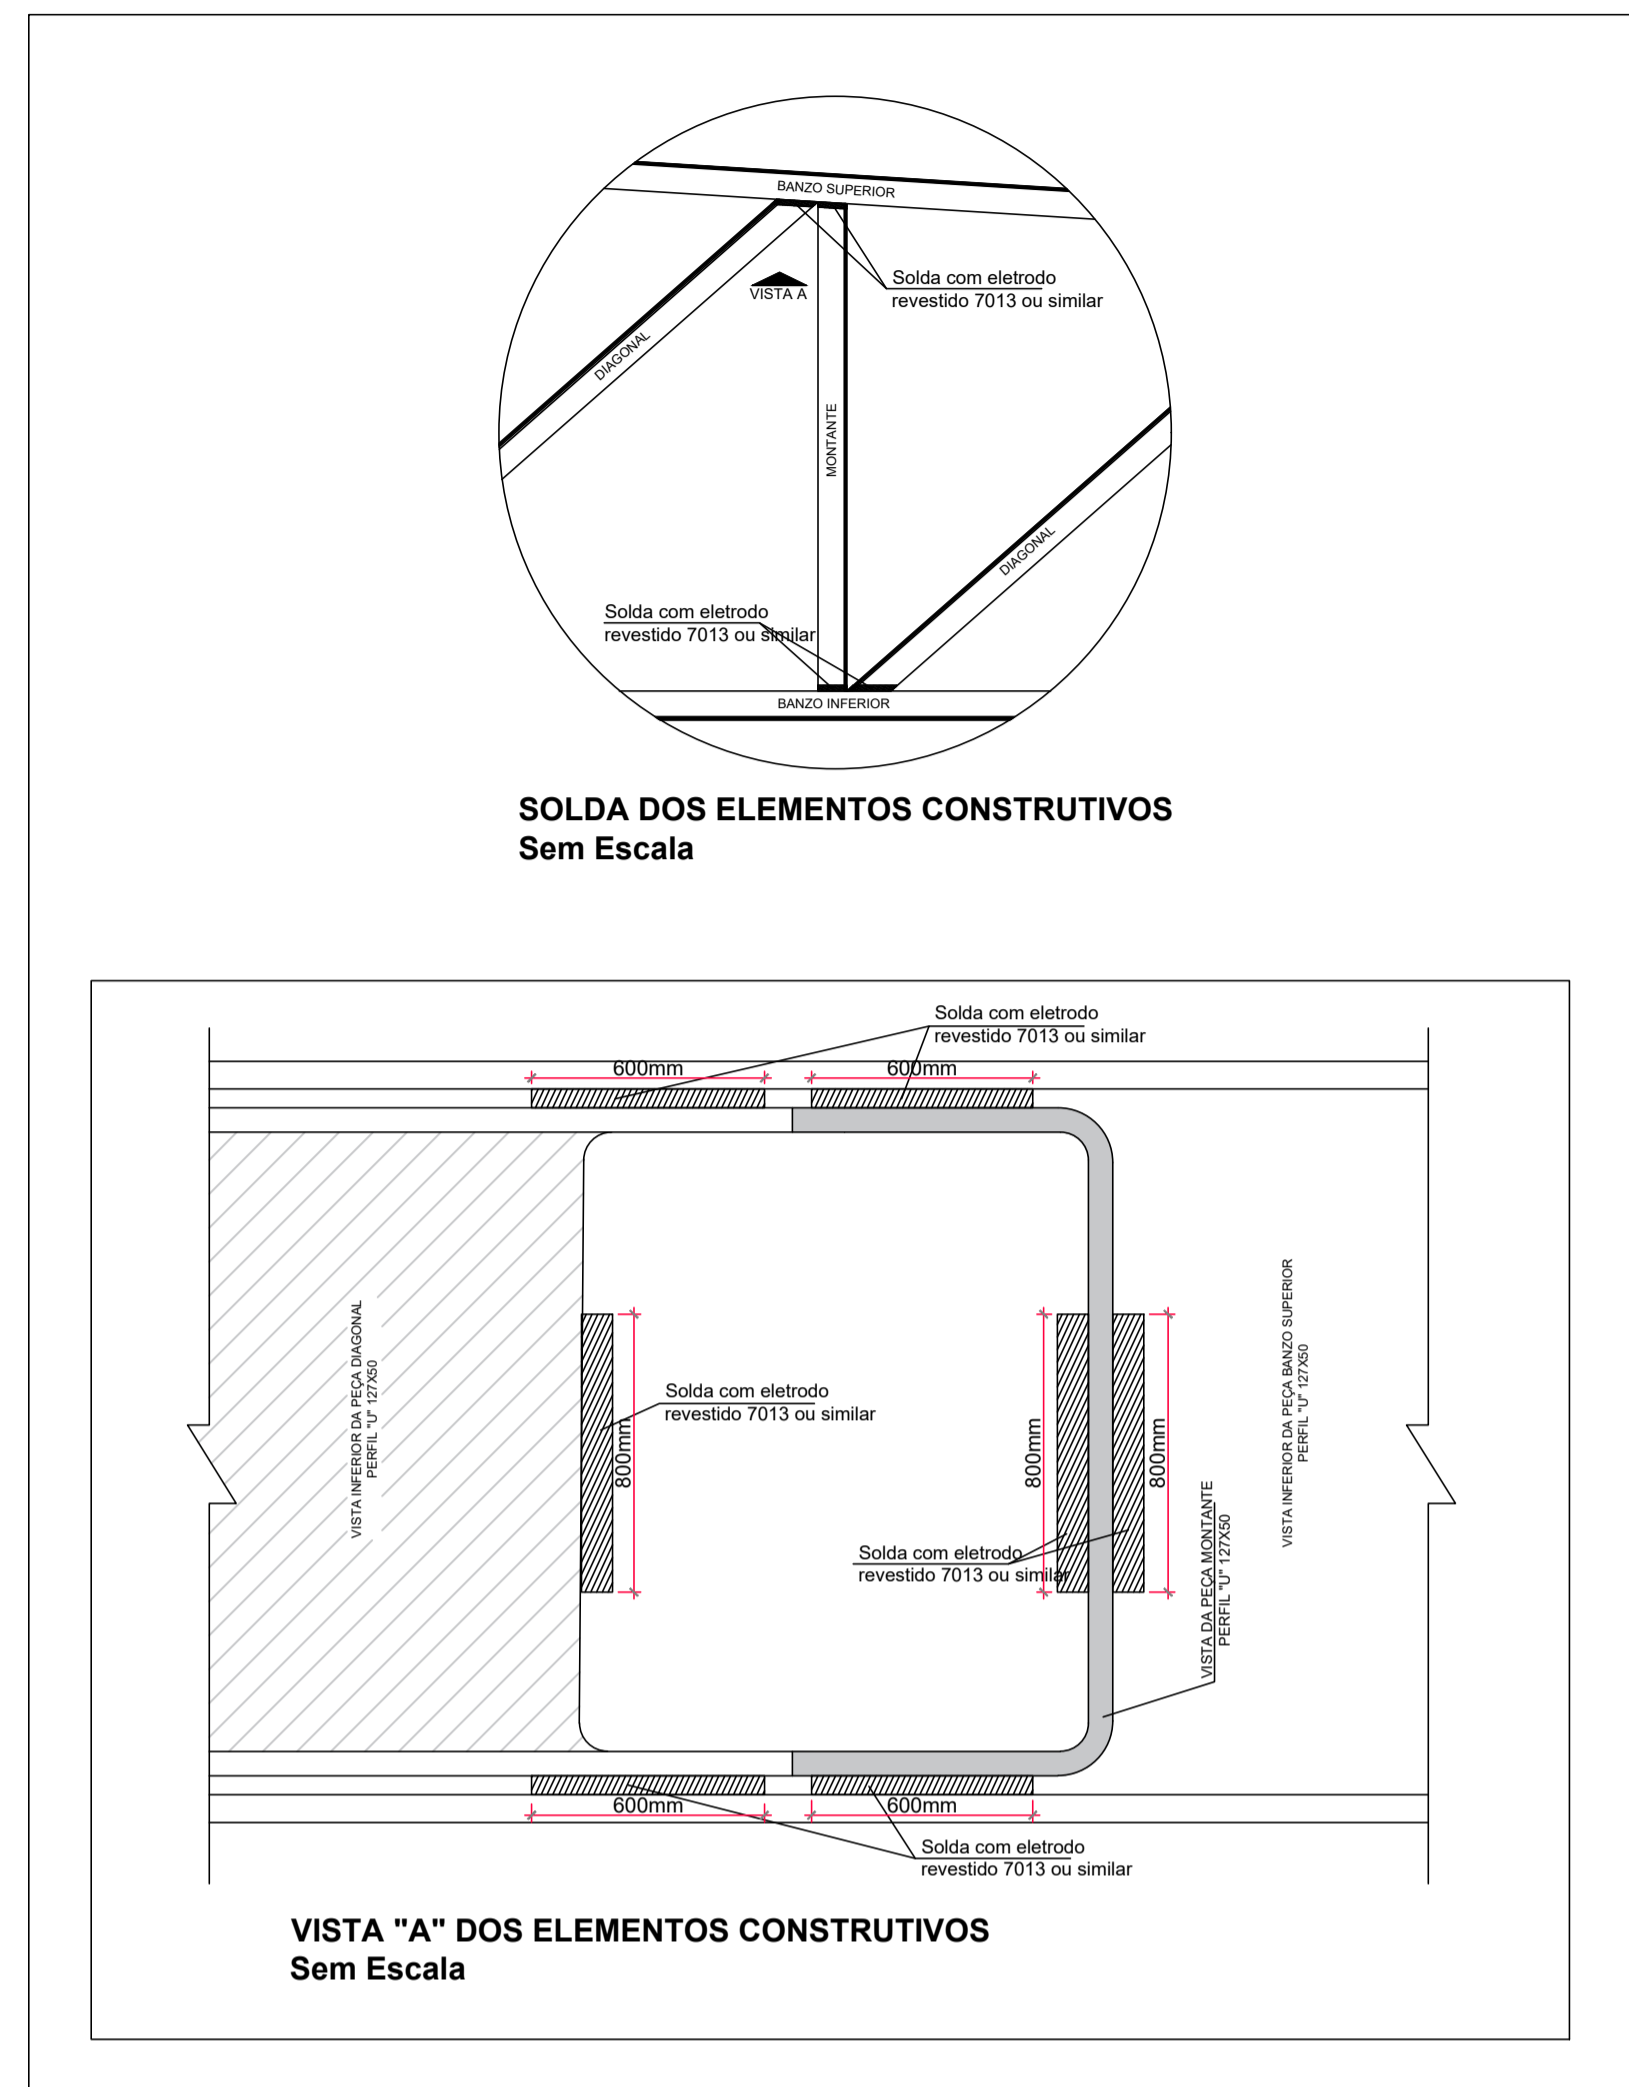 BANZO SUPERIOR
Solda com eletrodo
revestido 7013 ou similar
VISTA A
DIAGONAL
MONTANTE
DIAGONAL
Solda com eletrodo
revestido 7013 ou similar
BANZO INFERIOR
SOLDA DOS ELEMENTOS CONSTRUTIVOS
Sem Escala
Solda com eletrodo
revestido 7013 ou similar
600mm
600mm
VISTA INFERIOR DA PEÇA DIAGONAL
PERFIL "U" 127X50
Solda com eletrodo
revestido 7013 ou similar
800mm
800mm
800mm
Solda com eletrodo
revestido 7013 ou similar
VISTA DA PEÇA MONTANTE
PERFIL "U" 127X50
VISTA INFERIOR DA PEÇA BANZO SUPERIOR
PERFIL "U" 127X50
600mm
600mm
Solda com eletrodo
revestido 7013 ou similar
VISTA "A" DOS ELEMENTOS CONSTRUTIVOS
Sem Escala